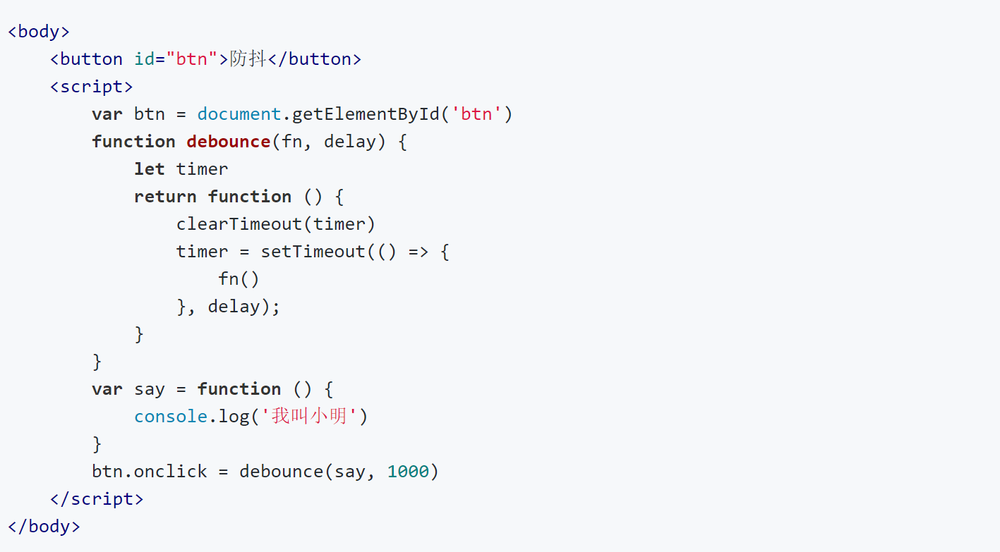 <body>
    <button id="btn">防抖</button>
    <script>
        var btn = document.getElementById('btn')
        function debounce(fn, delay) {
            let timer
            return function () {
                clearTimeout(timer)
                timer = setTimeout(() => {
                    fn()
                }, delay);
            }
        }
        var say = function () {
            console.log('我叫小明')
        }
        btn.onclick = debounce(say, 1000)
    </script>
</body>